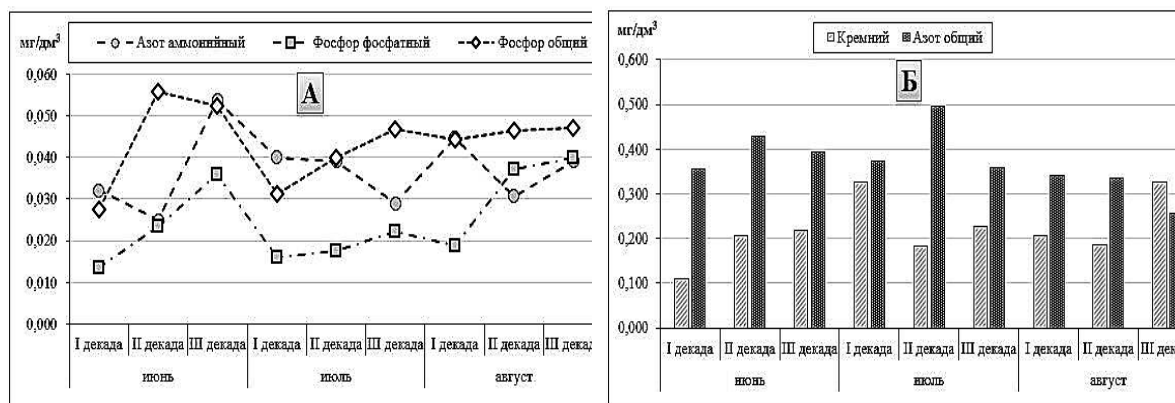 мг/дм³
Азот аммонийный Фосфор фосфатный Фосфор общий
А
0,060
0,050
0,040
0,030
0,020
0,010
0,000
I декада II декада III декада I декада II декада III декада I декада II декада III декада
июнь июль август
мг/дм³
Кремний Азот общий
Б
0,600
0,500
0,400
0,300
0,200
0,100
0,000
I декада II декада III декада I декада II декада III декада I декада II декада III дека
июнь июль август